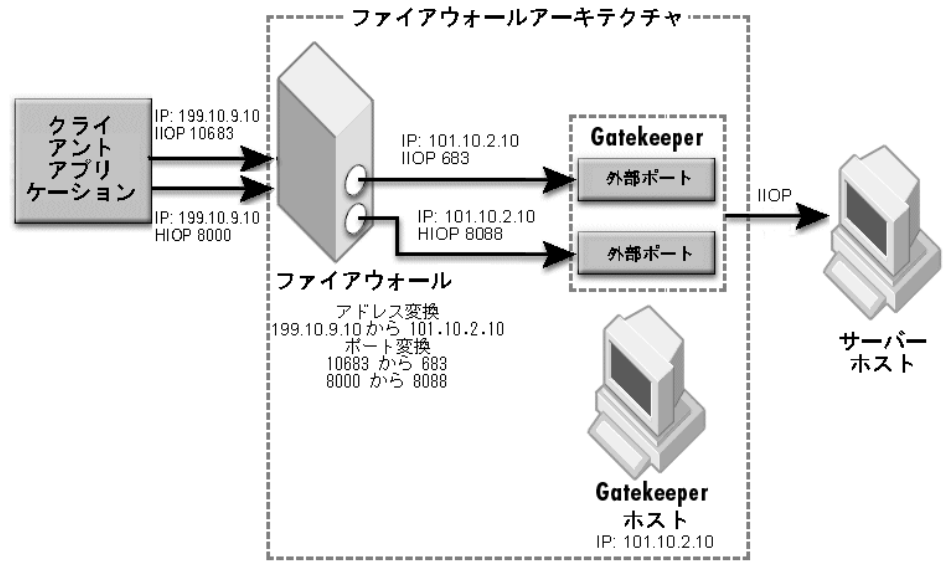 ファイアウォールアーキテクチャ
クライ
アント
アプリ
ケーション
IP: 199.10.9.10
IIOP 10683
IP: 199.10.9.10
HIOP 8000
IP: 101.10.2.10
IIOP 683
IP: 101.10.2.10
HIOP 8088
Gatekeeper
外部ポート
外部ポート
IIOP
ファイアウォール
アドレス変換
199.10.9.10 から 101.10.2.10
ポート変換
10683 から 683
8000 から 8088
サーバー
ホスト
Gatekeeper
ホスト
IP: 101.10.2.10